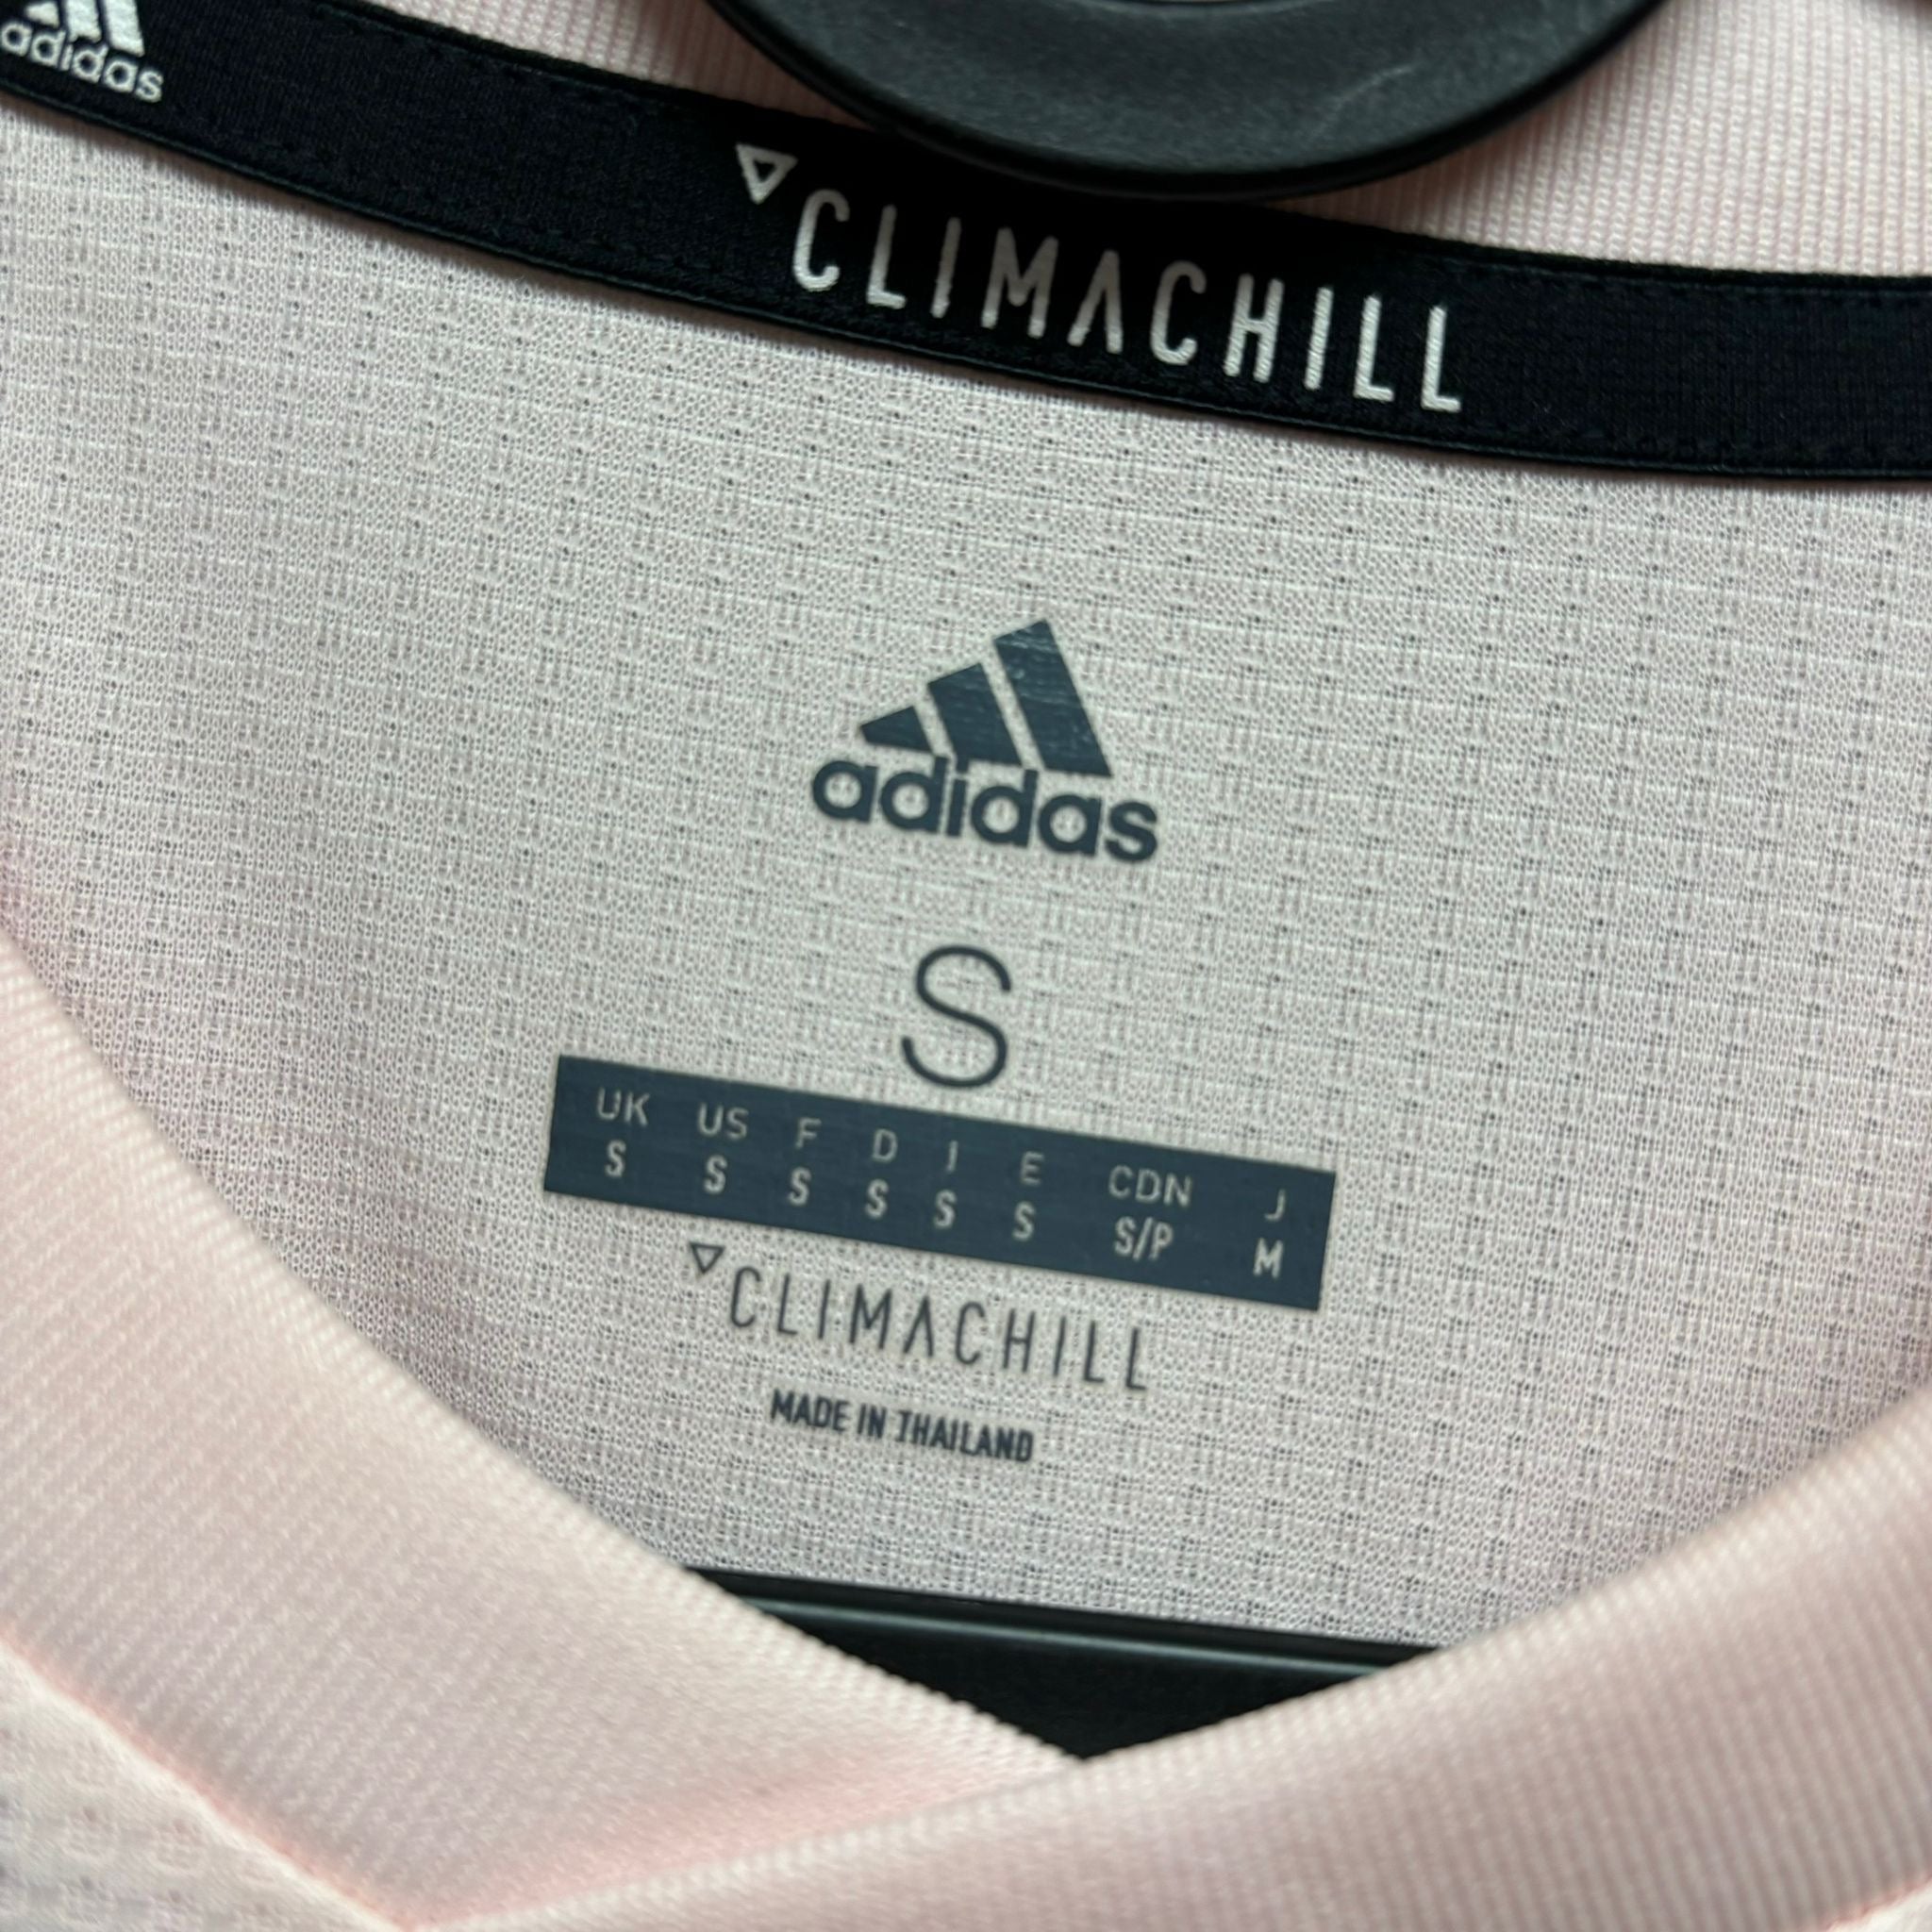 adidas
CLIMACHILL
adidas
S
UK US F D I E CDN J
S S S S S S S/P M
CLIMACHILL
MADE IN THAILAND